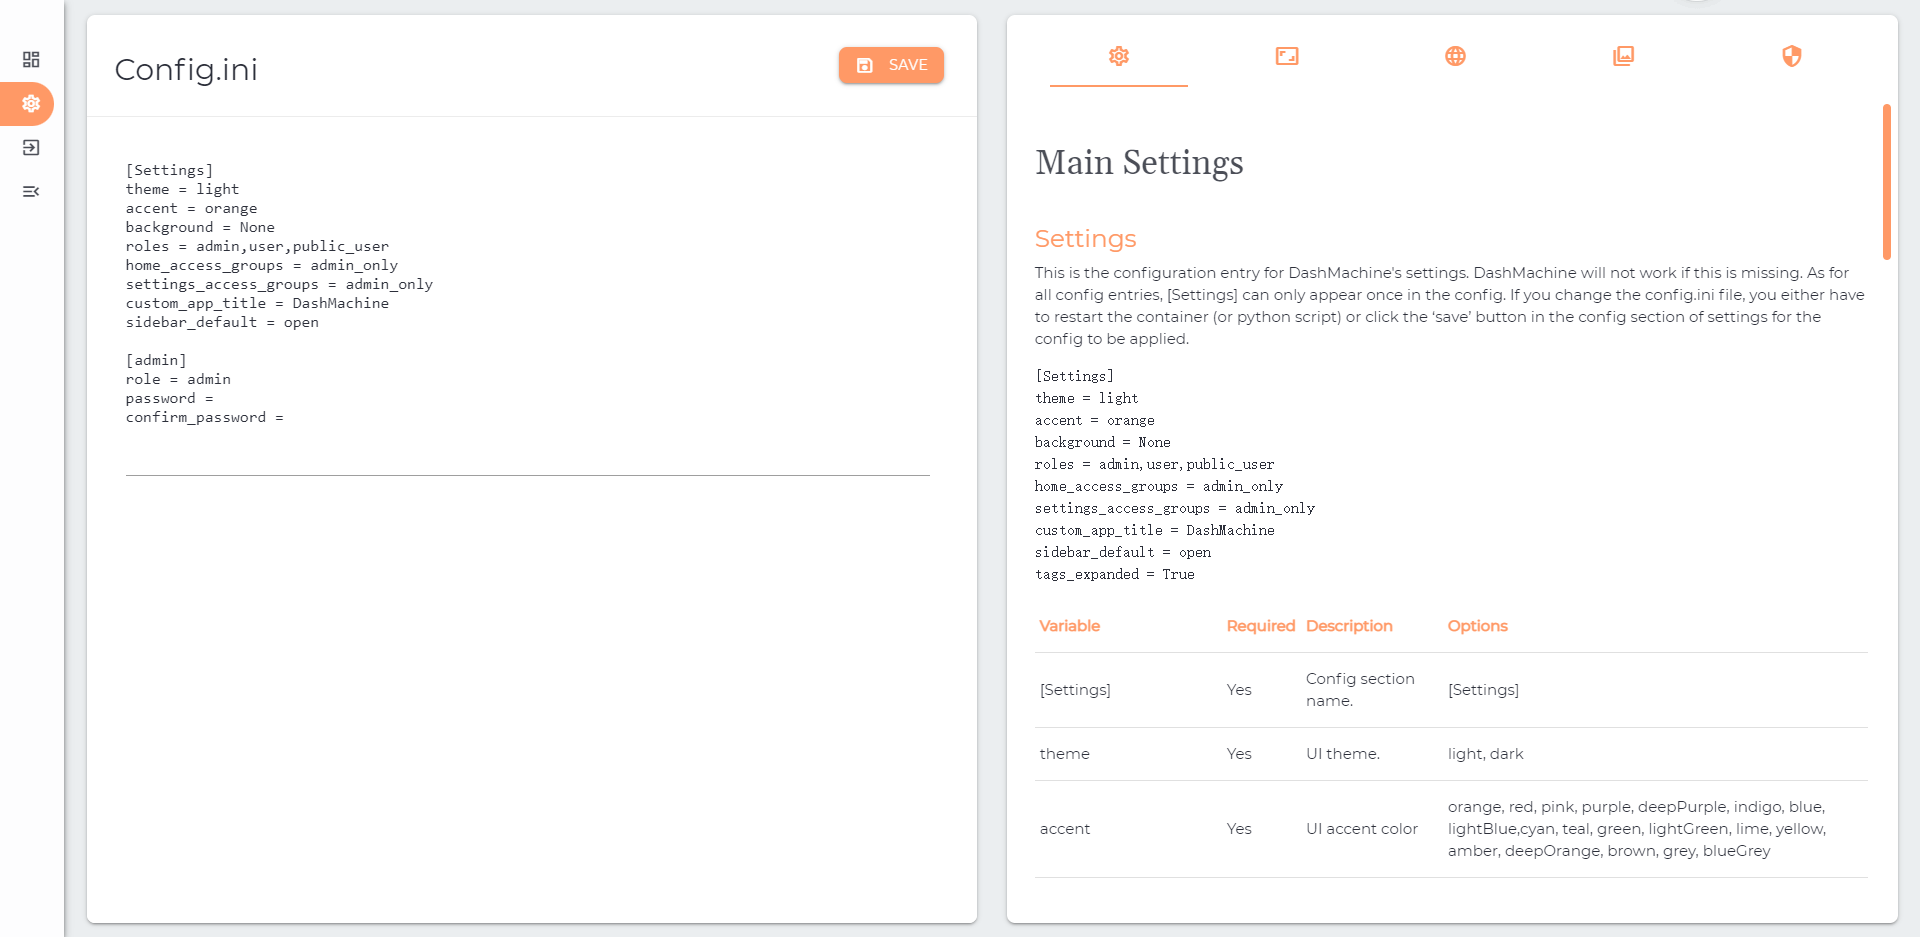 Config.ini
SAVE
[Settings]
theme = light
accent = orange
background = None
roles = admin,user,public_user
home_access_groups = admin_only
settings_access_groups = admin_only
custom_app_title = DashMachine
sidebar_default = open
[admin]
role = admin
password =
confirm_password =
Main Settings
Settings
This is the configuration entry for DashMachine's settings. DashMachine will not work if this is missing. As for
all config entries, [Settings] can only appear once in the config. If you change the config.ini file, you either have
to restart the container (or python script) or click the ‘save’ button in the config section of settings for the
config to be applied.
[Settings]
theme = light
accent = orange
background = None
roles = admin,user,public_user
home_access_groups = admin_only
settings_access_groups = admin_only
custom_app_title = DashMachine
sidebar_default = open
tags_expanded = True
Variable Required Description Options
[Settings] Yes Config section name. [Settings]
theme Yes UI theme. light, dark
accent Yes UI accent color orange, red, pink, purple, deepPurple, indigo, blue,
lightBlue,cyan, teal, green, lightGreen, lime, yellow,
amber, deepOrange, brown, grey, blueGrey